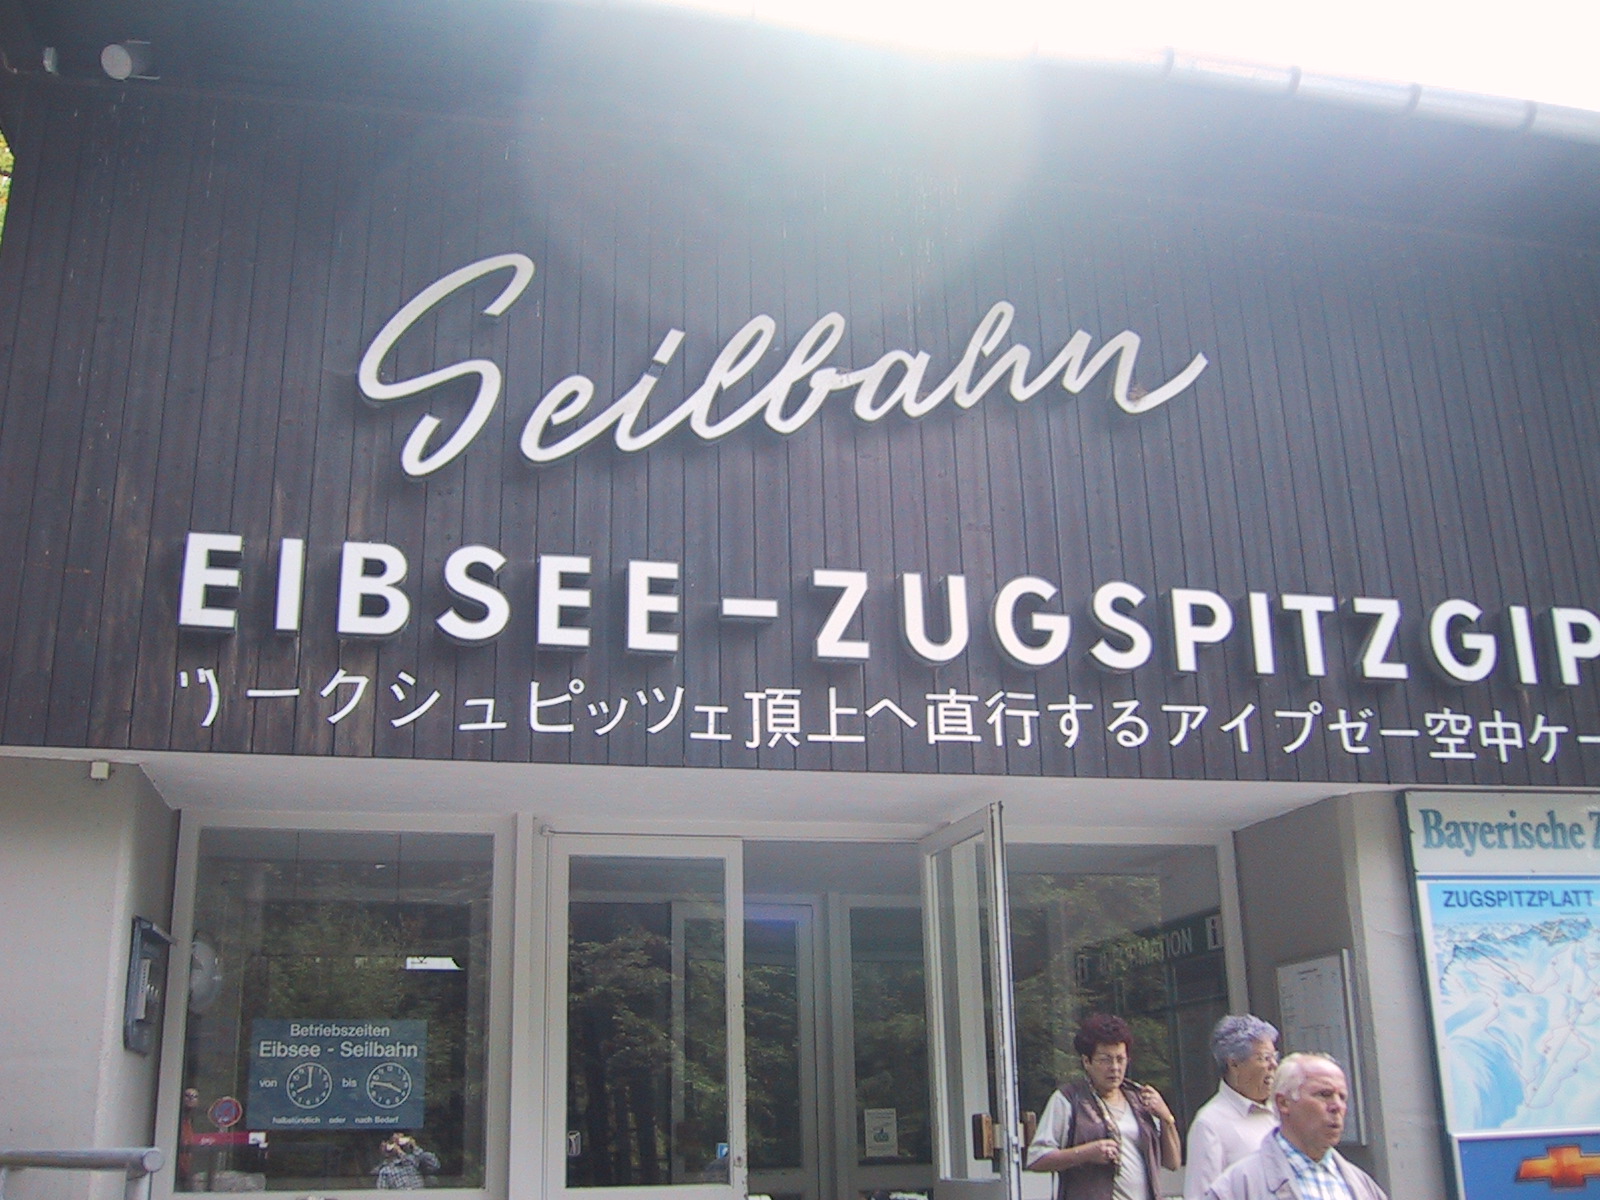 Seilbahn
EIBSEE - ZUGSPITZGIP
ツークシュピッツェ頂上へ直行するアイプゼー空中ケー
Bayerische Z
ZUGSPITZPLATT
INFORMATION i
Betriebszeiten
Eibsee - Seilbahn
von bis
halbstündlich oder nach Bedarf